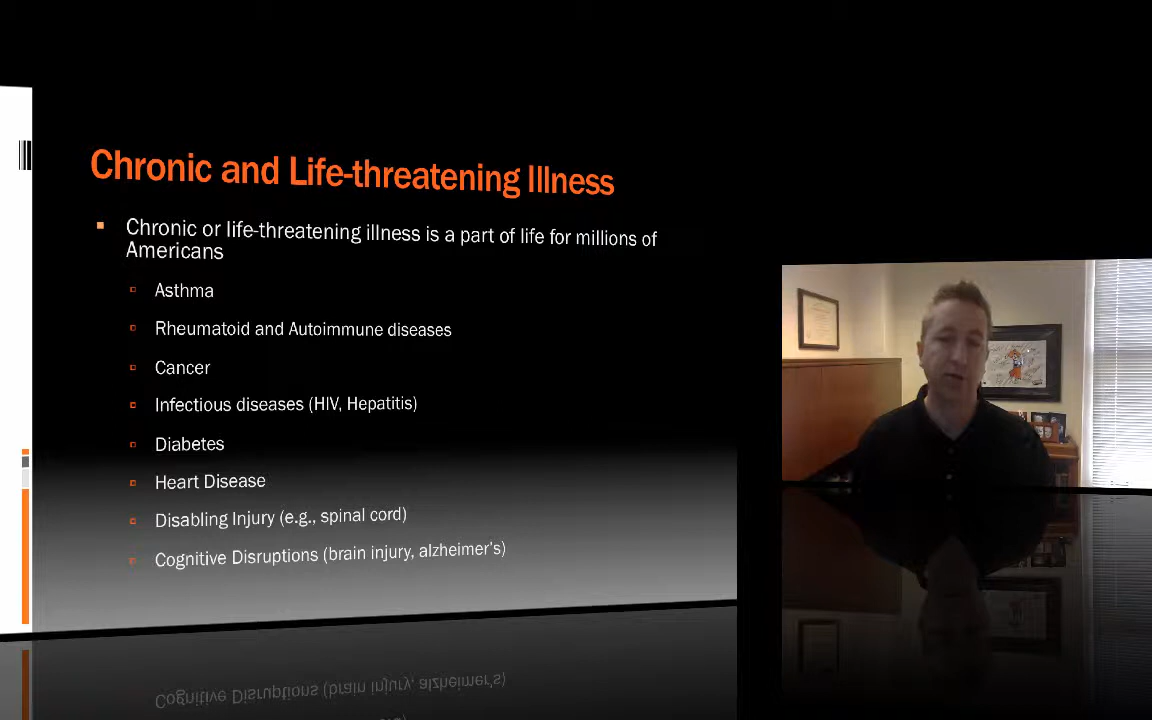 Chronic and Life-threatening Illness
Chronic or life-threatening illness is a part of life for millions of
Americans
Asthma
Rheumatoid and Autoimmune diseases
Cancer
Infectious diseases (HIV, Hepatitis)
Diabetes
Heart Disease
Disabling Injury (e.g., spinal cord)
Cognitive Disruptions (brain injury, alzheimer's)